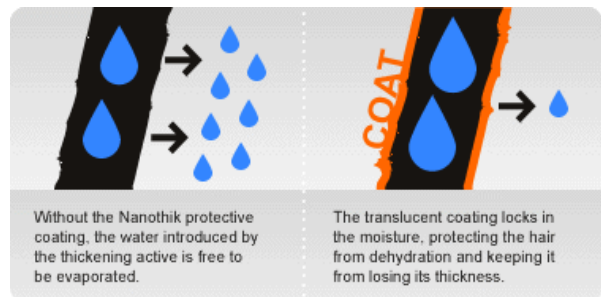 COAT
Without the Nanothik protective
coating, the water introduced by
the thickening active is free to
be evaporated.
The translucent coating locks in
the moisture, protecting the hair
from dehydration and keeping it
from losing its thickness.